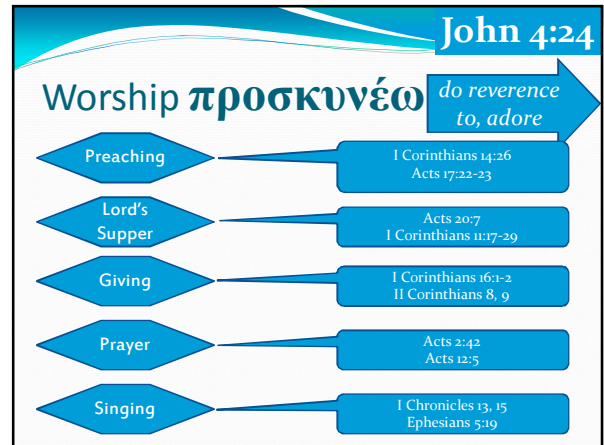 John 4:24
Worship προσκυνέω
do reverence
to, adore
Preaching
I Corinthians 14:26
Acts 17:22-23
Lord's
Supper
Acts 20:7
I Corinthians 11:17-29
Giving
I Corinthians 16:1-2
II Corinthians 8, 9
Prayer
Acts 2:42
Acts 12:5
Singing
I Chronicles 13, 15
Ephesians 5:19